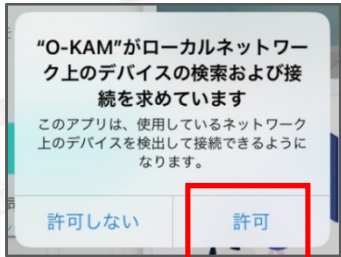 “O-KAM”がローカルネットワー
ク上のデバイスの検索および接
続を求めています
このアプリは、使用しているネットワーク
上のデバイスを検出して接続できるように
なります。
許可しない
許可